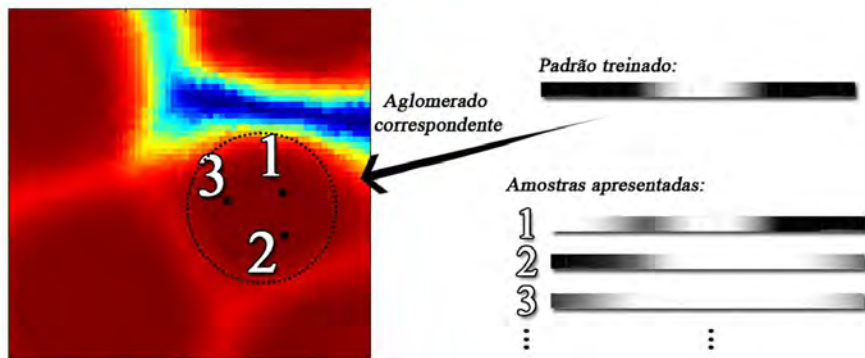 1
3
2
Aglomerado
correspondente
Padrão treinado:
Amostras apresentadas:
1
2
3